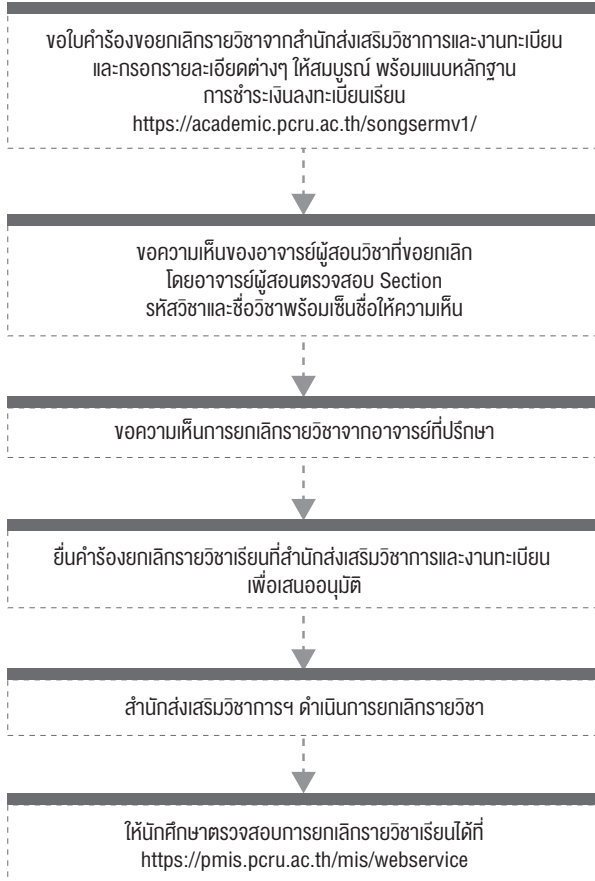 ขอใบคำร้องขอยกเลิกรายวิชาจากสำนักส่งเสริมวิชาการและงานทะเบียน
และกรอกรายละเอียดต่างๆ ให้สมบูรณ์ พร้อมแนบหลักฐาน
การชำระเงินลงทะเบียนเรียน
https://academic.pcru.ac.th/songsermv1/
ขอความเห็นของอาจารย์ผู้สอนวิชาที่ขอยกเลิก
โดยอาจารย์ผู้สอนตรวจสอบ Section
รหัสวิชาและชื่อวิชาพร้อมเซ็นชื่อให้ความเห็น
ขอความเห็นการยกเลิกรายวิชาจากอาจารย์ที่ปรึกษา
ยื่นคำร้องยกเลิกรายวิชาเรียนที่สำนักส่งเสริมวิชาการและงานทะเบียน
เพื่อเสนออนุมัติ
สำนักส่งเสริมวิชาการฯ ดำเนินการยกเลิกรายวิชา
ให้นักศึกษาตรวจสอบการยกเลิกรายวิชาเรียนได้ที่
https://pmis.pcru.ac.th/mis/webservice